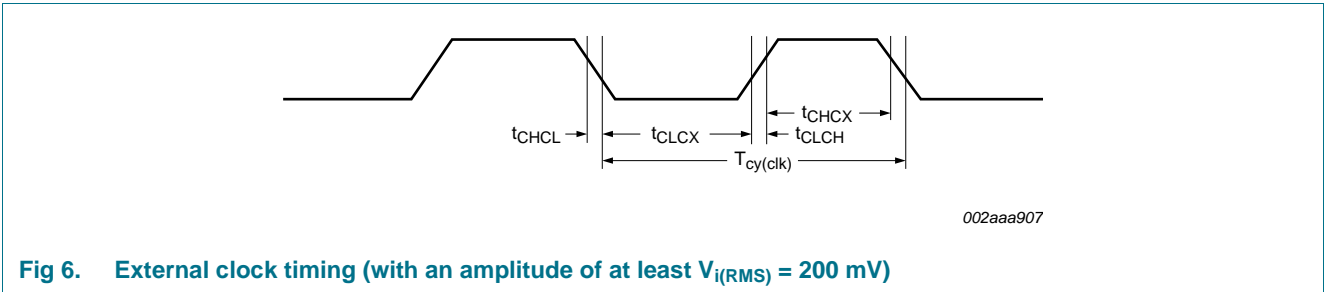 tCHCX
tCHCL
tCLCX
tCLCH
Tcy(clk)
002aaa907
Fig 6. External clock timing (with an amplitude of at least Vi(RMS) = 200 mV)